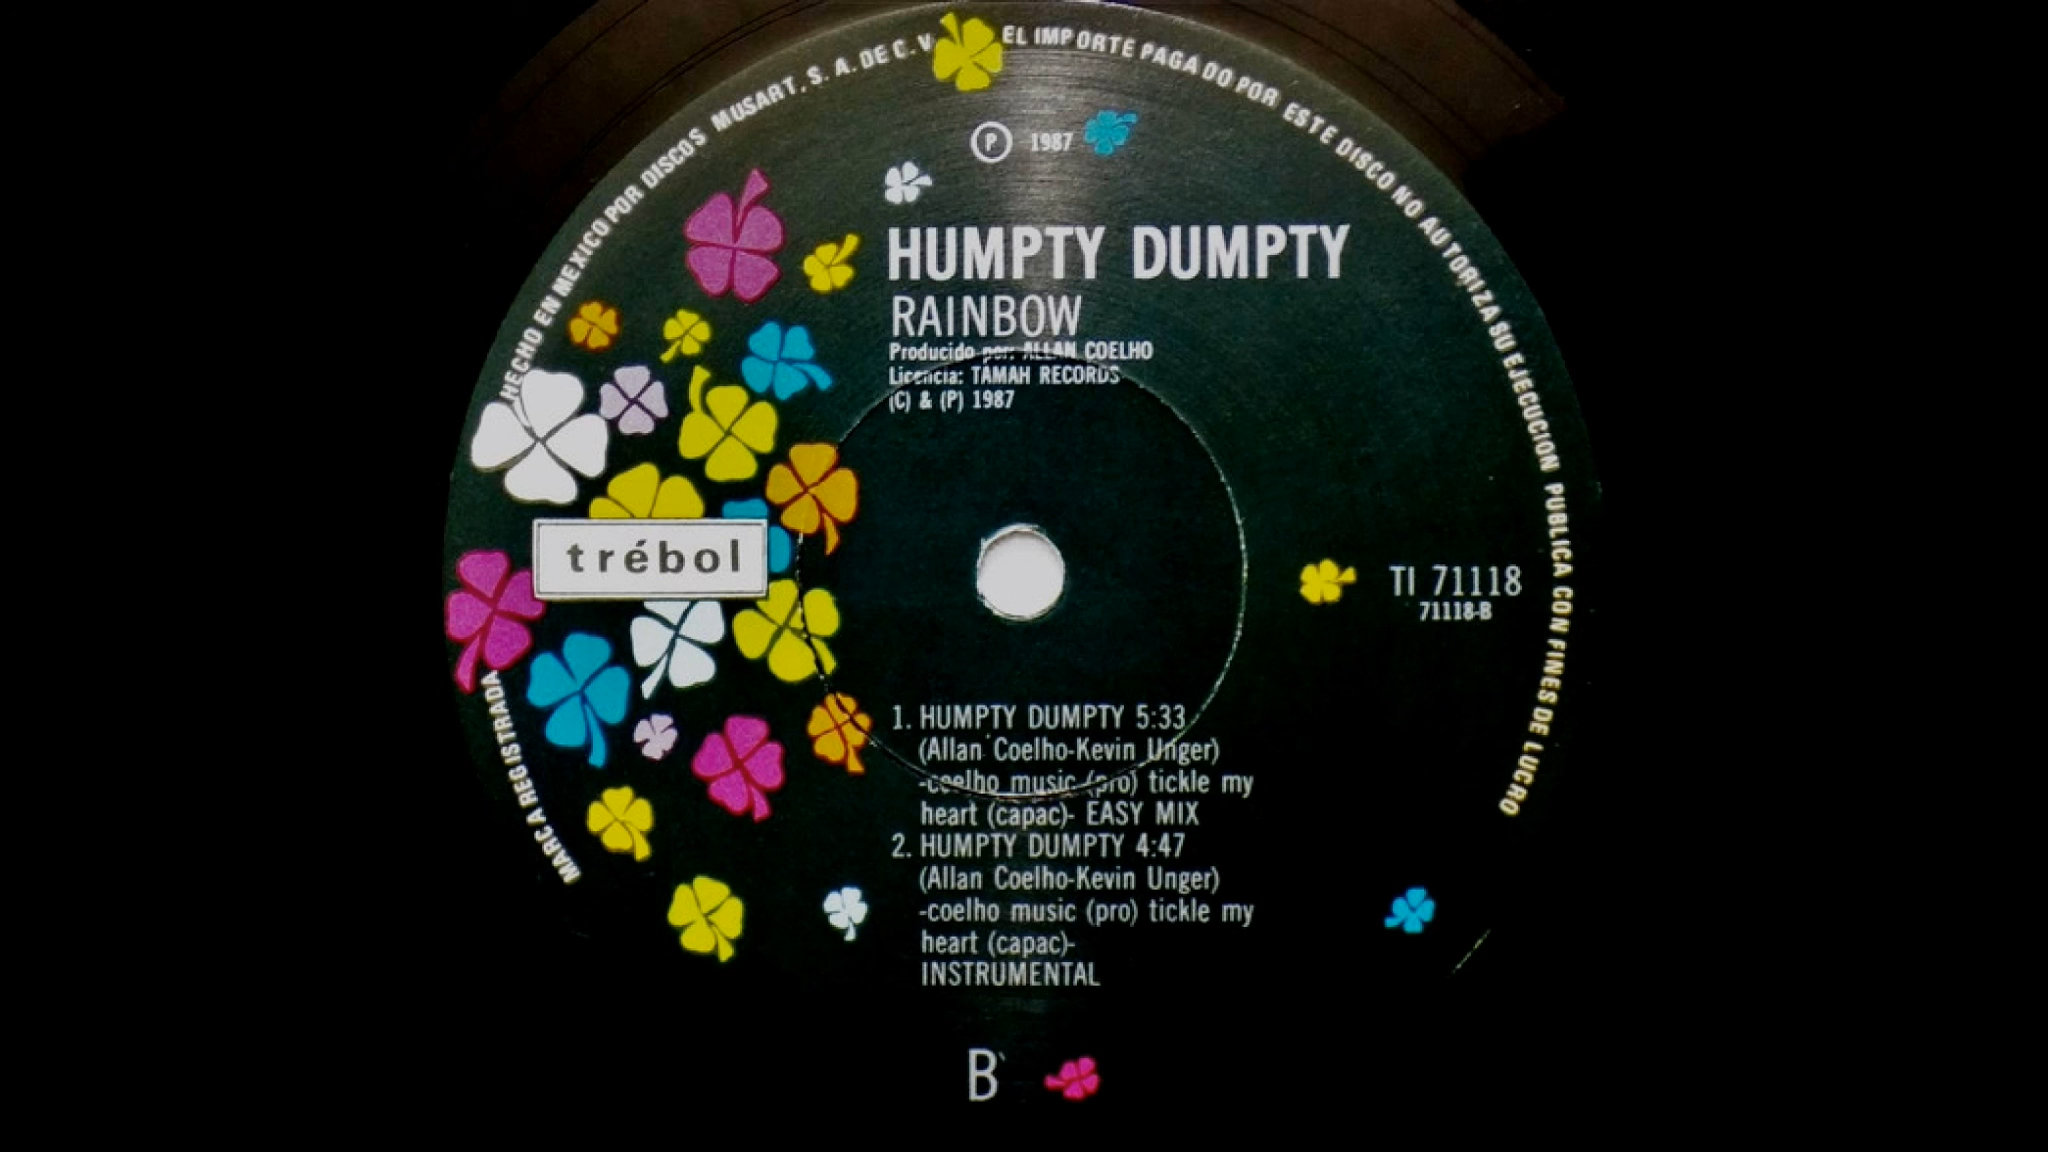 HECHO EN MEXICO POR DISCOS MUSART, S. A. DE C. V.
EL IMPORTE PAGADO POR ESTE DISCO NO AUTORIZA SU EJECUCION PUBLICA CON FINES DE LUCRO
P 1987
HUMPTY DUMPTY
RAINBOW
Producido por: ALLAN COELHO
Licencia: TAMAH RECORDS
(C) & (P) 1987
trébol
TI 71118
71118-B
MARCA REGISTRADA
1. HUMPTY DUMPTY 5:33
(Allan Coelho-Kevin Unger)
-coelho music (pro) tickle my
heart (capac)- EASY MIX
2. HUMPTY DUMPTY 4:47
(Allan Coelho-Kevin Unger)
-coelho music (pro) tickle my
heart (capac)-
INSTRUMENTAL
B